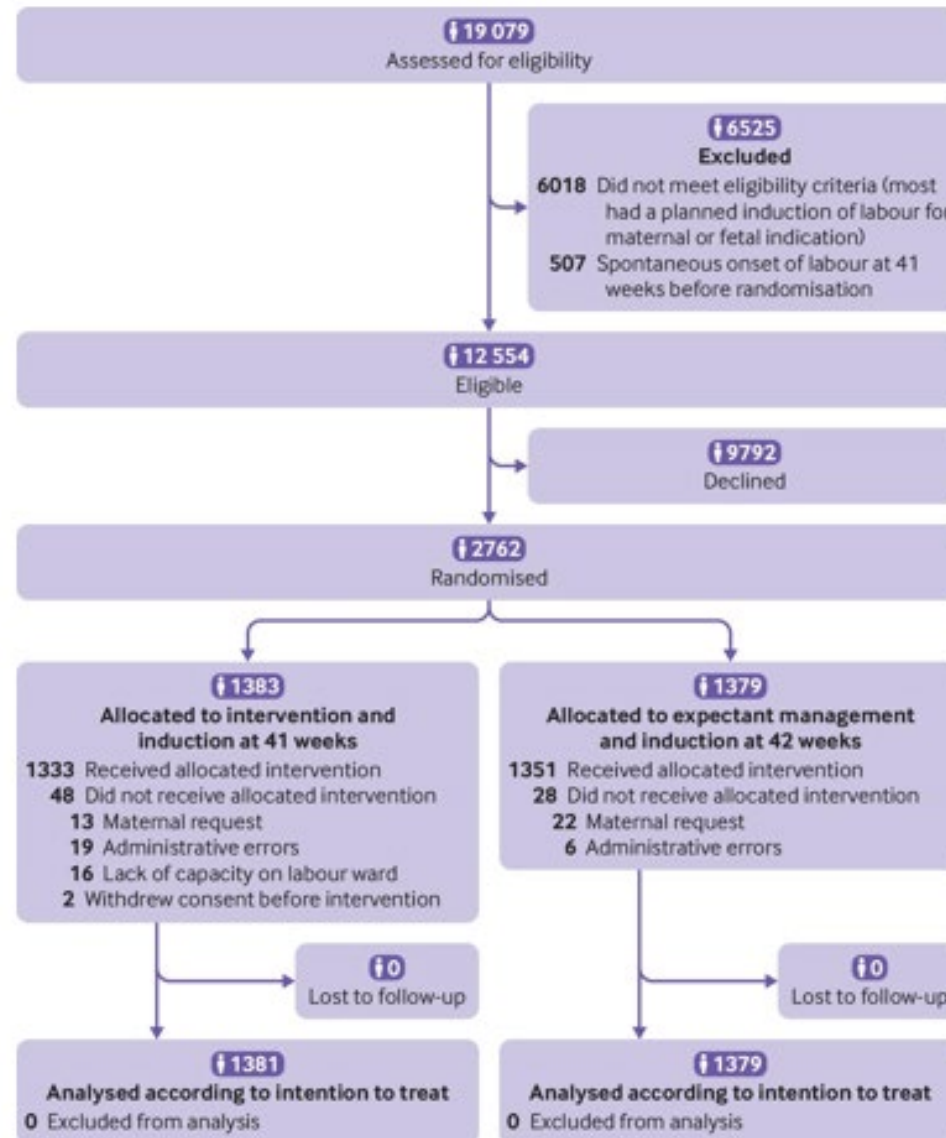 19 079
Assessed for eligibility
6525
Excluded
6018 Did not meet eligibility criteria (most
had a planned induction of labour for
maternal or fetal indication)
507 Spontaneous onset of labour at 41
weeks before randomisation
12 554
Eligible
9792
Declined
2762
Randomised
1383
Allocated to intervention and
induction at 41 weeks
1333 Received allocated intervention
48 Did not receive allocated intervention
13 Maternal request
19 Administrative errors
16 Lack of capacity on labour ward
2 Withdrew consent before intervention
1379
Allocated to expectant management
and induction at 42 weeks
1351 Received allocated intervention
28 Did not receive allocated intervention
22 Maternal request
6 Administrative errors
0
Lost to follow-up
0
Lost to follow-up
1381
Analysed according to intention to treat
0 Excluded from analysis
1379
Analysed according to intention to treat
0 Excluded from analysis